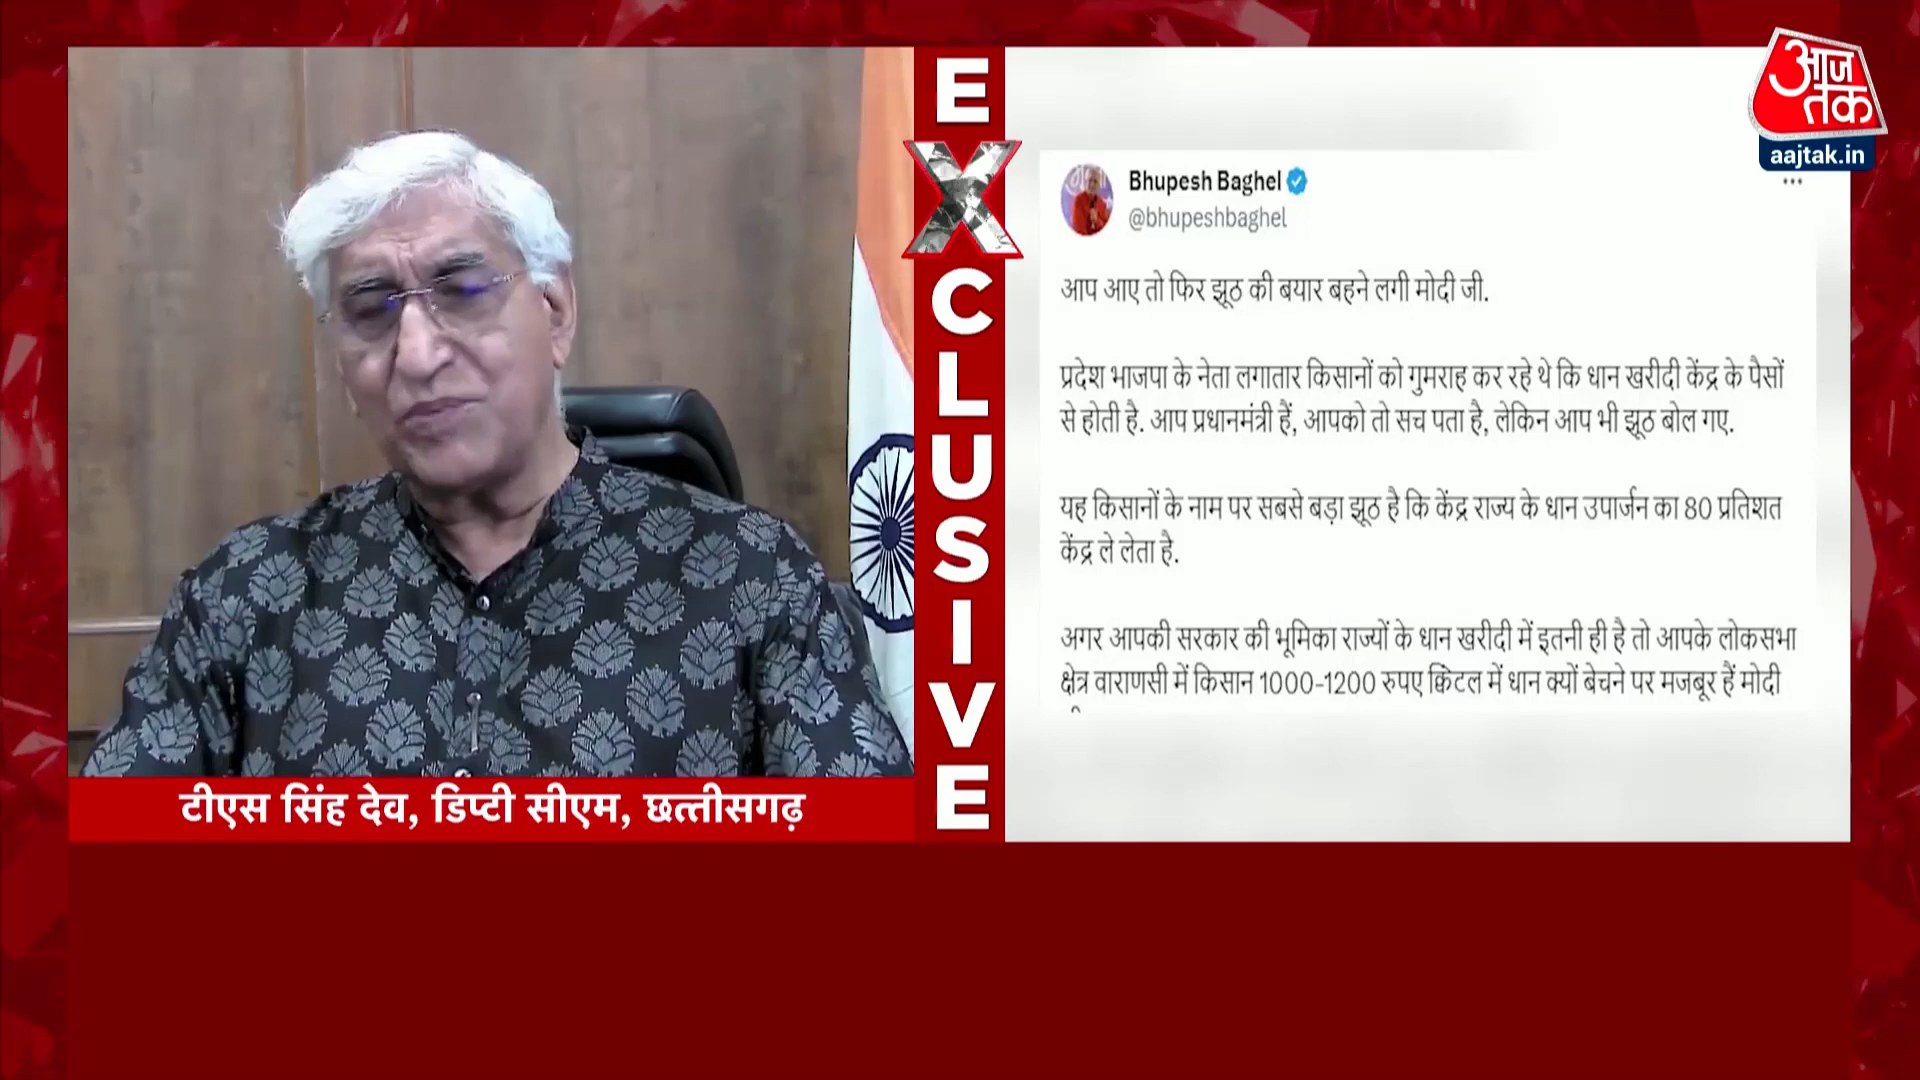 EXCLUSIVE
आज
तक
aajtak.in
Bhupesh Baghel
@bhupeshbaghel
आप आए तो फिर झूठ की बयार बहने लगी मोदी जी.
प्रदेश भाजपा के नेता लगातार किसानों को गुमराह कर रहे थे कि धान खरीदी केंद्र के पैसों
से होती है. आप प्रधानमंत्री हैं, आपको तो सच पता है, लेकिन आप भी झूठ बोल गए.
यह किसानों के नाम पर सबसे बड़ा झूठ है कि केंद्र राज्य के धान उपार्जन का 80 प्रतिशत
केंद्र ले लेता है.
अगर आपकी सरकार की भूमिका राज्यों के धान खरीदी में इतनी ही है तो आपके लोकसभा
क्षेत्र वाराणसी में किसान 1000-1200 रुपए क्विंटल में धान क्यों बेचने पर मजबूर हैं मोदी
टीएस सिंह देव, डिप्टी सीएम, छत्तीसगढ़